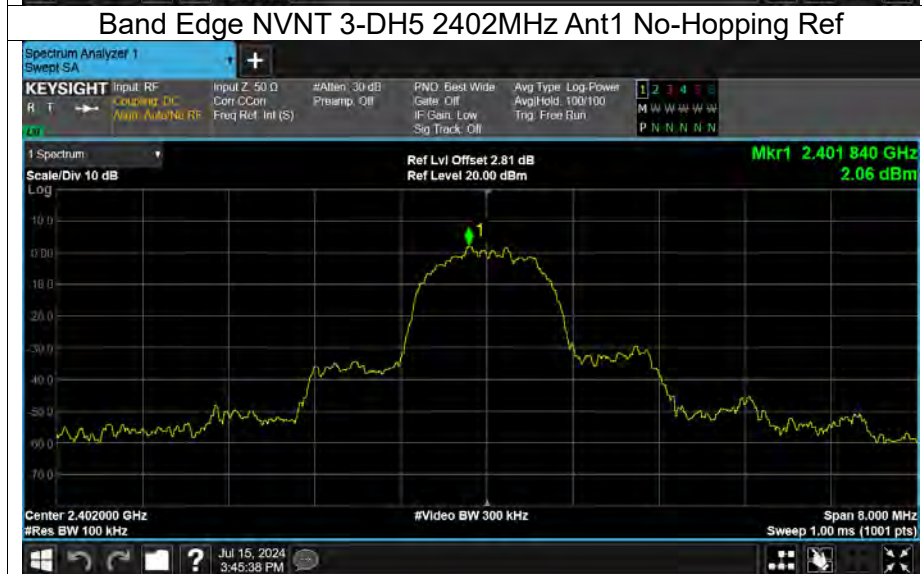 Band Edge NVNT 3-DH5 2402MHz Ant1 No-Hopping Ref
Spectrum Analyzer 1
Swept SA
+
KEYSIGHT
R T
Input: RF
Coupling: DC
Align: Auto/No RF
Input Z: 50 Ω
Corr CCorr
Freq Ref: Int (S)
#Atten: 30 dB
Preamp: Off
PNO: Best Wide
Gate: Off
IF Gain: Low
Sig Track: Off
Avg Type: Log-Power
Avg|Hold: 100/100
Trig: Free Run
1 2 3 4 5 6
M W W W W W
P N N N N N
1 Spectrum
Scale/Div 10 dB
Ref Lvl Offset 2.81 dB
Ref Level 20.00 dBm
Mkr1 2.401 840 GHz
2.06 dBm
Log
10.0
0.00
-10.0
-20.0
-30.0
-40.0
-50.0
-60.0
-70.0
1
Center 2.402000 GHz
#Video BW 300 kHz
Span 8.000 MHz
#Res BW 100 kHz
Sweep 1.00 ms (1001 pts)
?
Jul 15, 2024
3:45:38 PM